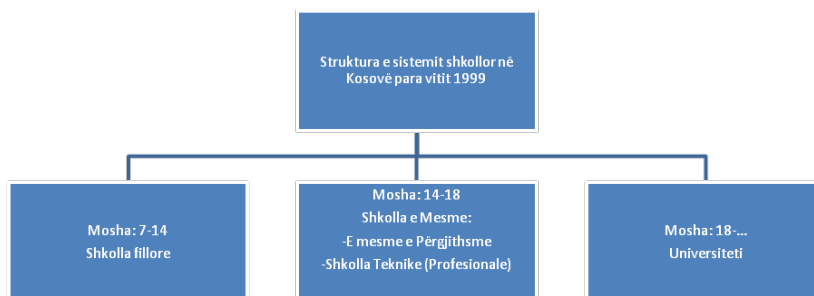 Struktura e sistemit shkollor në
Kosovë para vitit 1999
Mosha: 7-14
Shkolla fillore
Mosha: 14-18
Shkolla e Mesme:
-E mesme e Përgjithsme
-Shkolla Teknike (Profesionale)
Mosha: 18-...
Universiteti